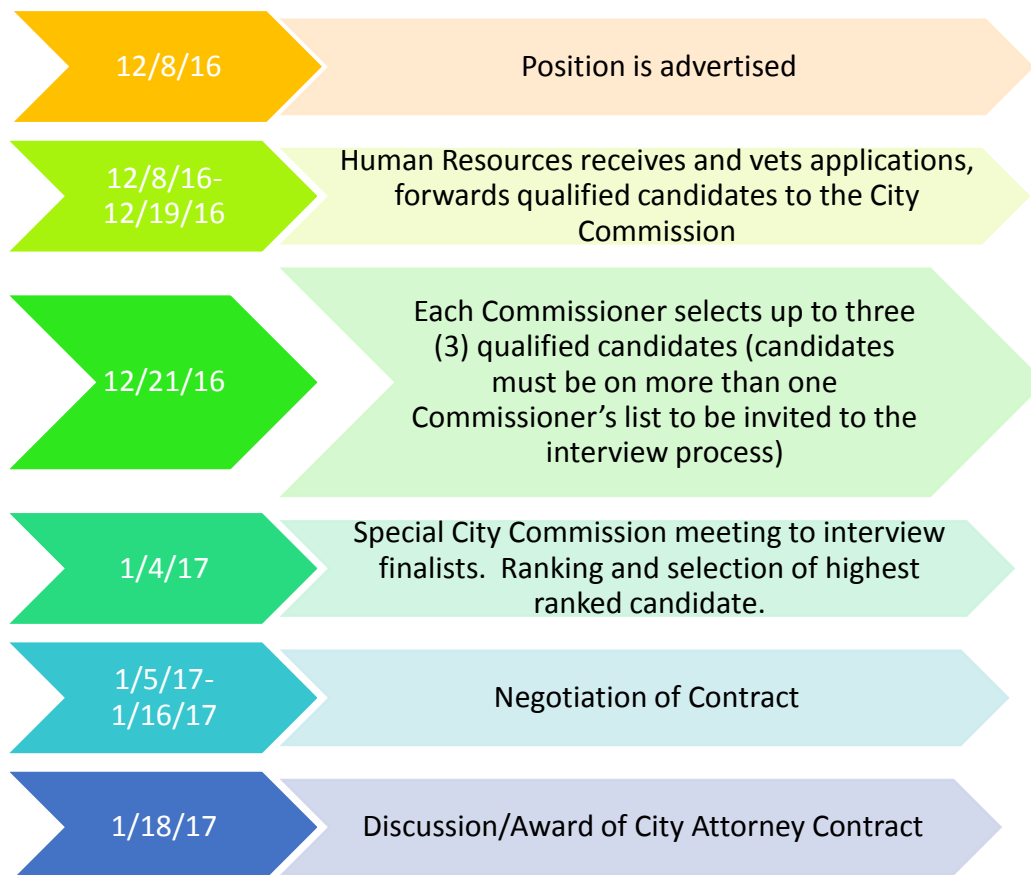 12/8/16
Position is advertised
12/8/16-
12/19/16
Human Resources receives and vets applications,
forwards qualified candidates to the City
Commission
12/21/16
Each Commissioner selects up to three
(3) qualified candidates (candidates
must be on more than one
Commissioner’s list to be invited to the
interview process)
1/4/17
Special City Commission meeting to interview
finalists.  Ranking and selection of highest
ranked candidate.
1/5/17-
1/16/17
Negotiation of Contract
1/18/17
Discussion/Award of City Attorney Contract